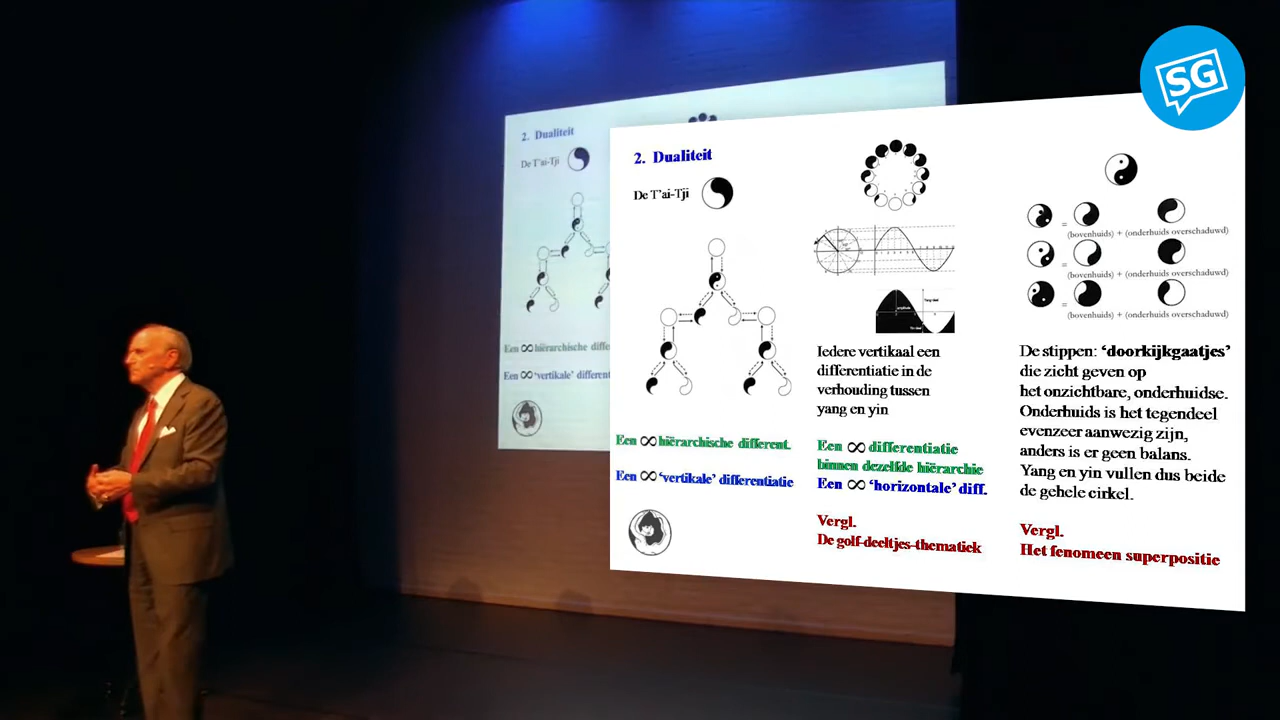 SG
2. Dualiteit
De T'ai-Tji
Een ∞ hiërarchische differe
Een ∞ 'vertikale' different
2. Dualiteit
De T'ai-Tji
Een ∞ hiërarchische different.
Een ∞ 'vertikale' differentiatie
Iedere vertikaal een
differentiatie in de
verhouding tussen
yang en yin
Een ∞ differentiatie
binnen dezelfde hiërarchie
Een ∞ 'horizontale' diff.
Vergl.
De golf-deeltjes-thematiek
= (bovenhuids) + (onderhuids overschaduwd)
= (bovenhuids) + (onderhuids overschaduwd)
= (bovenhuids) + (onderhuids overschaduwd)
De stippen: 'doorkijkgaatjes'
die zicht geven op
het onzichtbare, onderhuidse.
Onderhuids is het tegendeel
evenzeer aanwezig zijn,
anders is er geen balans.
Yang en yin vullen dus beide
de gehele cirkel.
Vergl.
Het fenomeen superpositie